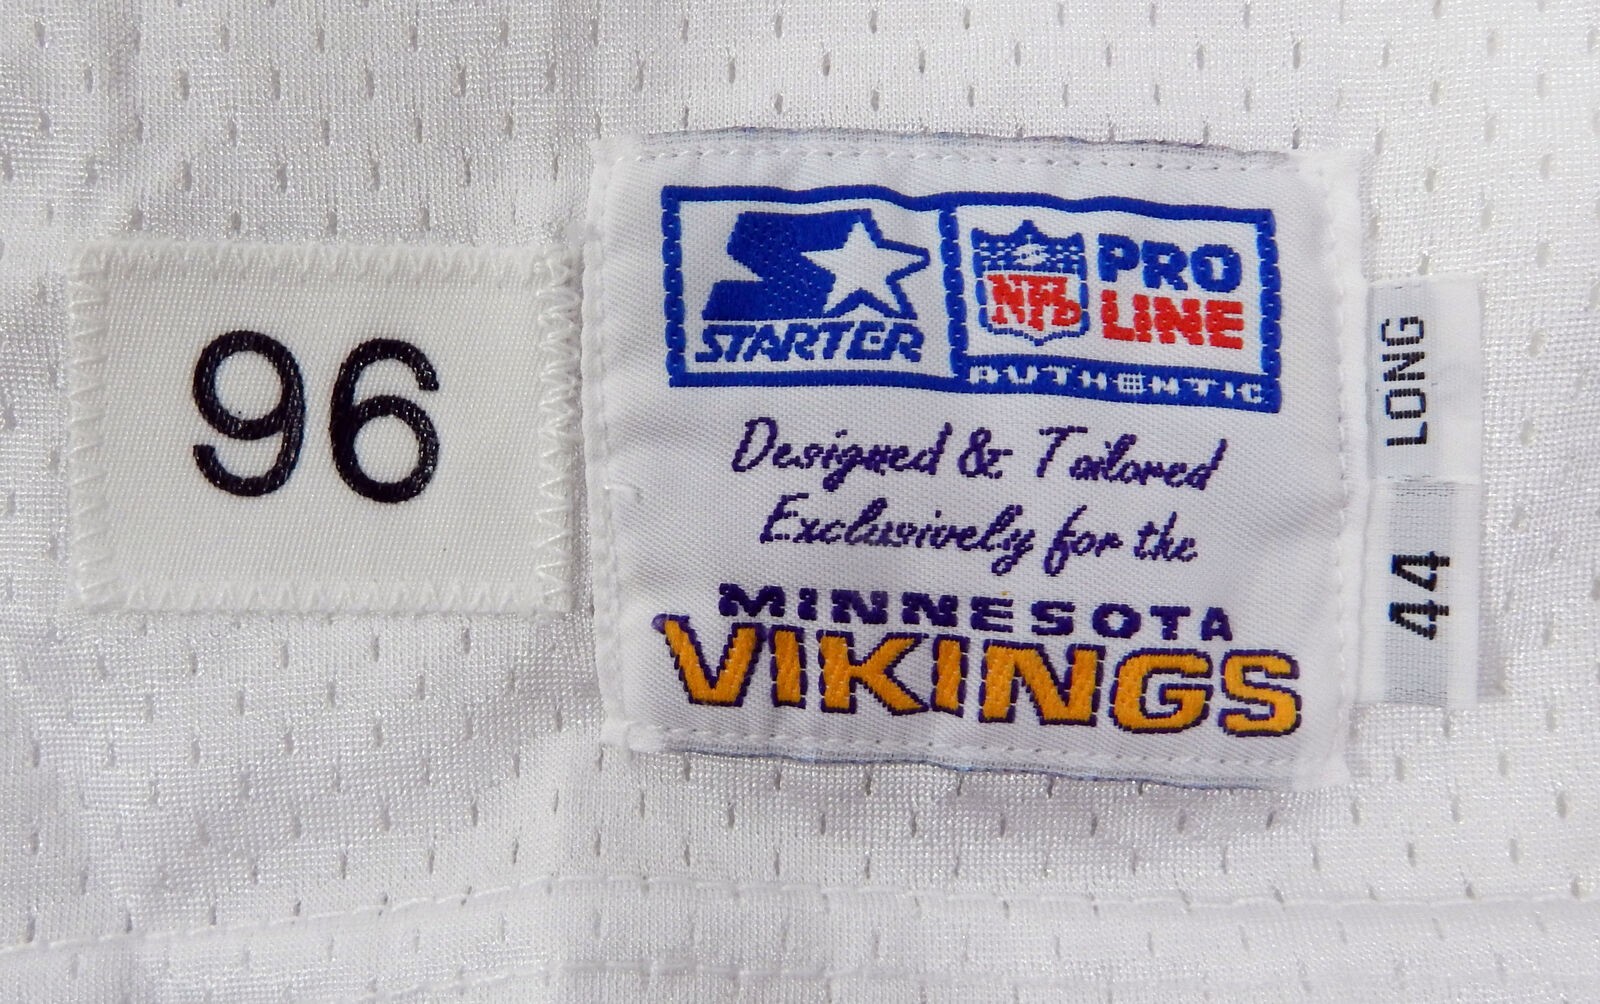 96
STARTER
NFL
PRO
LINE
AUTHENTIC
Designed & Tailored
Exclusively for the
MINNESOTA
VIKINGS
LONG
44